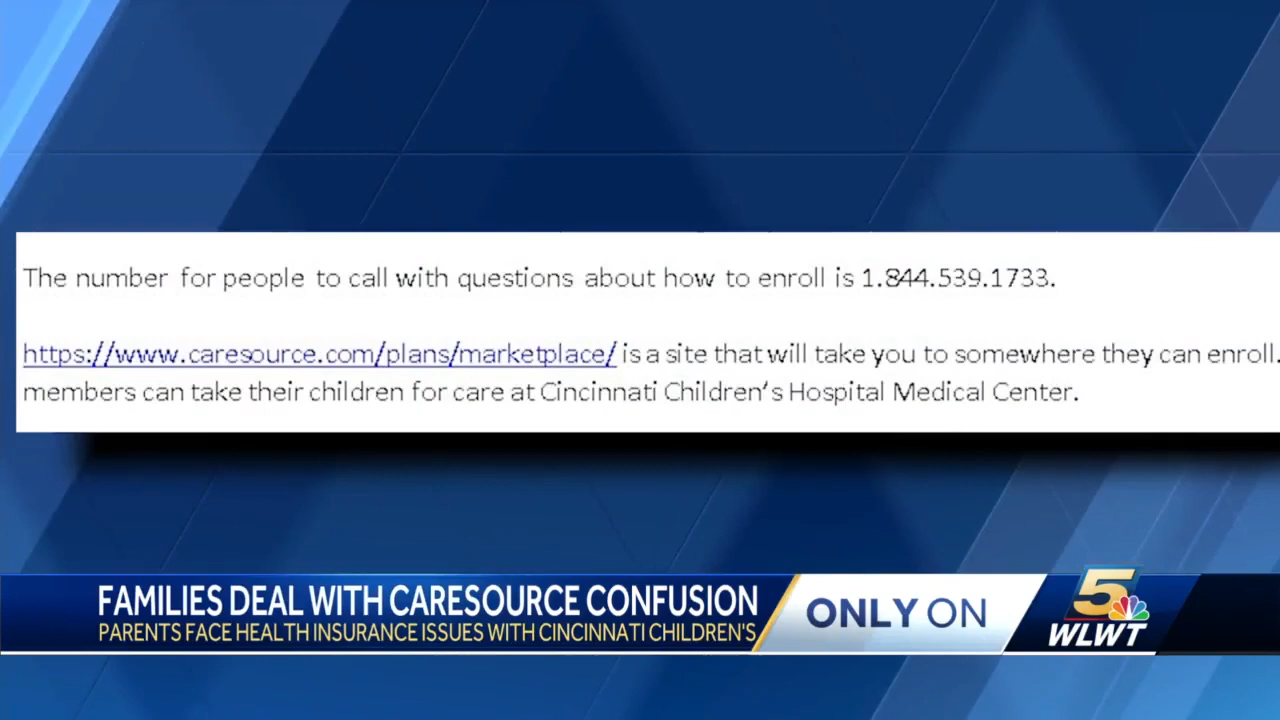 The number for people to call with questions about how to enroll is 1.844.539.1733.
https://www.caresource.com/plans/marketplace/ is a site that will take you to somewhere they can enroll.
members can take their children for care at Cincinnati Children's Hospital Medical Center.
FAMILIES DEAL WITH CARESOURCE CONFUSION
PARENTS FACE HEALTH INSURANCE ISSUES WITH CINCINNATI CHILDREN'S
ONLY ON
5
WLWT